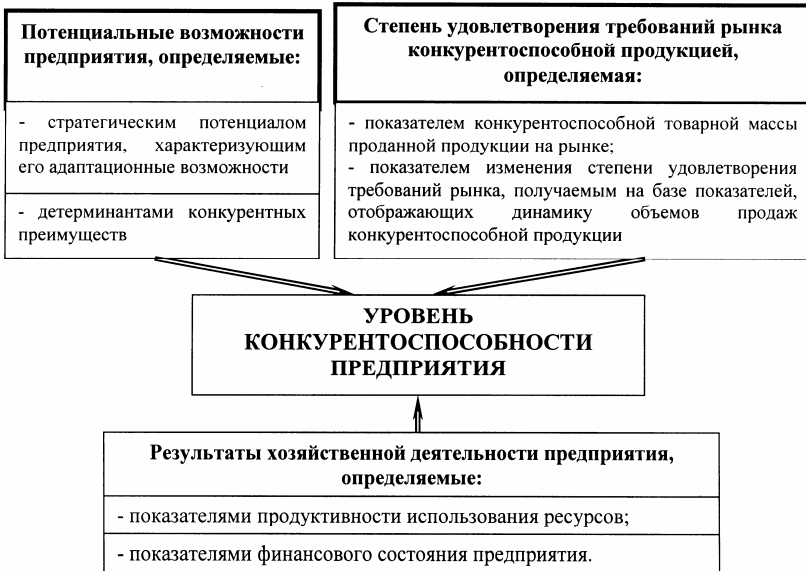 Потенциальные возможности
предприятия, определяемые:
- стратегическим потенциалом
предприятия, характеризующим
его адаптационные возможности
- детерминантами конкурентных
преимуществ
Степень удовлетворения требований рынка
конкурентоспособной продукцией,
определяемая:
- показателем конкурентоспособной товарной массы
проданной продукции на рынке;
- показателем изменения степени удовлетворения
требований рынка, получаемым на базе показателей,
отображающих динамику объемов продаж
конкурентоспособной продукции
УРОВЕНЬ
КОНКУРЕНТОСПОСОБНОСТИ
ПРЕДПРИЯТИЯ
Результаты хозяйственной деятельности предприятия,
определяемые:
- показателями продуктивности использования ресурсов;
- показателями финансового состояния предприятия.